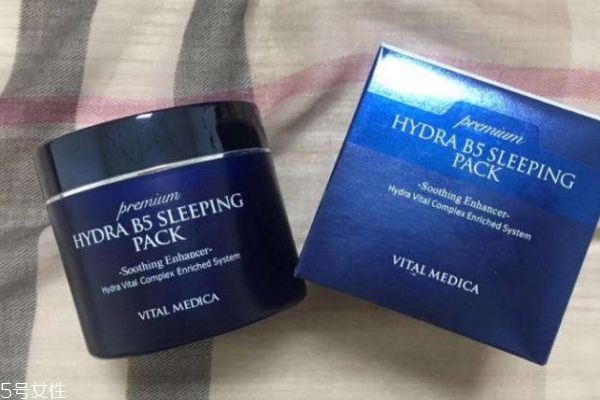 premium
HYDRA B5 SLEEPING
PACK
-Soothing Enhancer-
Hydra Vital Complex Enriched System
VITAL MEDICA
premium
HYDRA B5 SLEEPING
PACK
-Soothing Enhancer-
Hydra Vital Complex Enriched System
VITAL MEDICA
5号女性